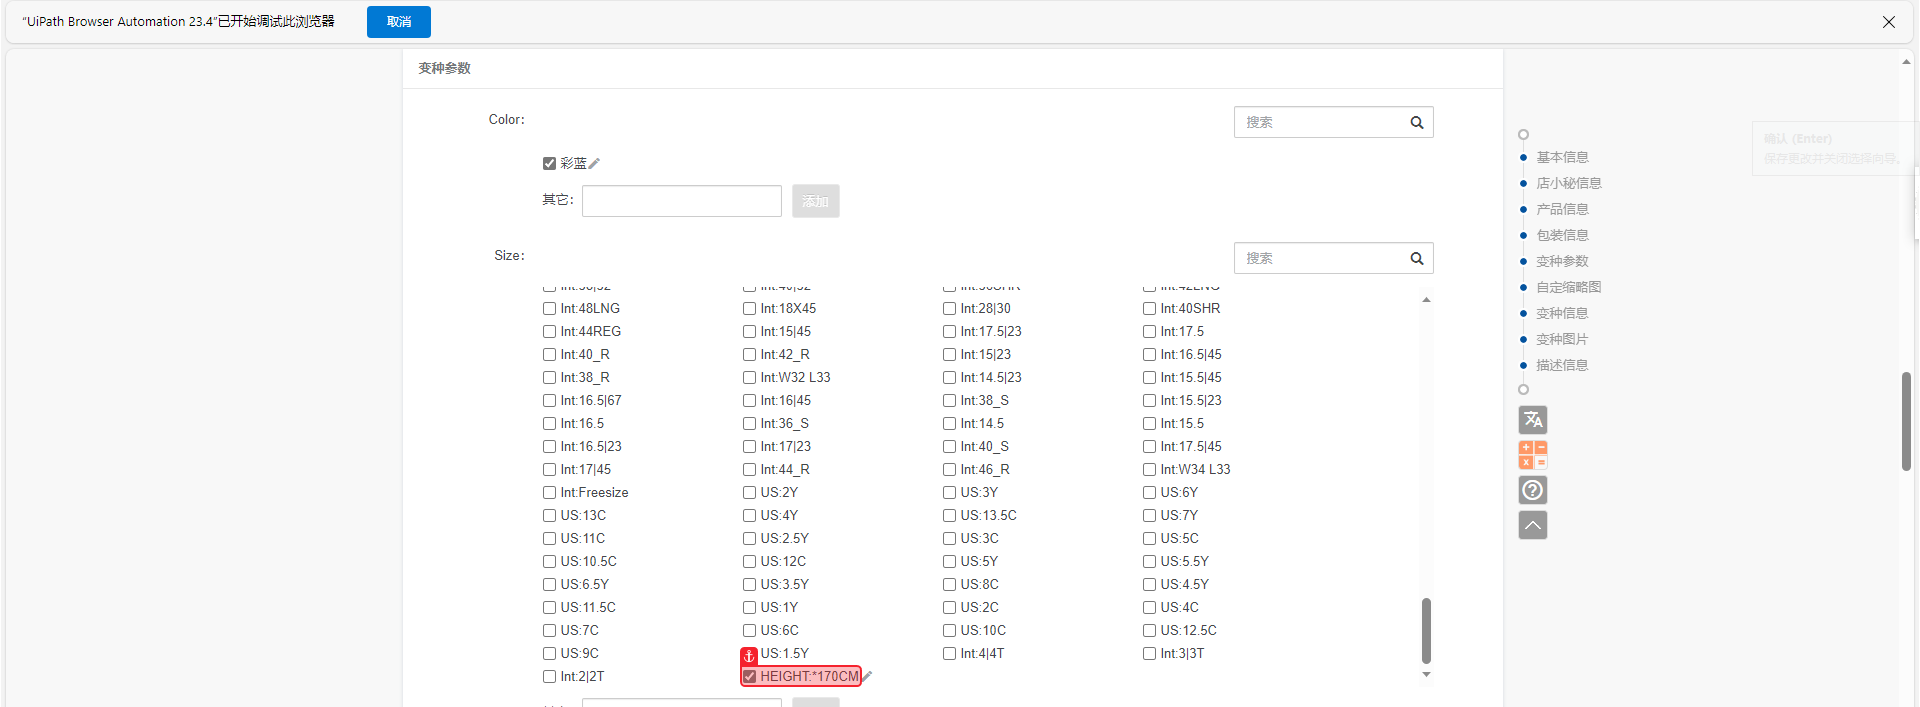 “UiPath Browser Automation 23.4”已开始调试此浏览器 取消
变种参数
Color: 搜索
彩蓝
其它: 添加
Size: 搜索
Int:48LNG Int:18X45 Int:28|30 Int:40SHR
Int:44REG Int:15|45 Int:17.5|23 Int:17.5
Int:40_R Int:42_R Int:15|23 Int:16.5|45
Int:38_R Int:W32 L33 Int:14.5|23 Int:15.5|45
Int:16.5|67 Int:16|45 Int:38_S Int:15.5|23
Int:16.5 Int:36_S Int:14.5 Int:15.5
Int:16.5|23 Int:17|23 Int:40_S Int:17.5|45
Int:17|45 Int:44_R Int:46_R Int:W34 L33
Int:Freesize US:2Y US:3Y US:6Y
US:13C US:4Y US:13.5C US:7Y
US:11C US:2.5Y US:3C US:5C
US:10.5C US:12C US:5Y US:5.5Y
US:6.5Y US:3.5Y US:8C US:4.5Y
US:11.5C US:1Y US:2C US:4C
US:7C US:6C US:10C US:12.5C
US:9C US:1.5Y Int:4|4T Int:3|3T
Int:2|2T HEIGHT:*170CM
确认 (Enter)
保存更改并关闭选择向导。
基本信息
店小秘信息
产品信息
包装信息
变种参数
自定缩略图
变种信息
变种图片
描述信息